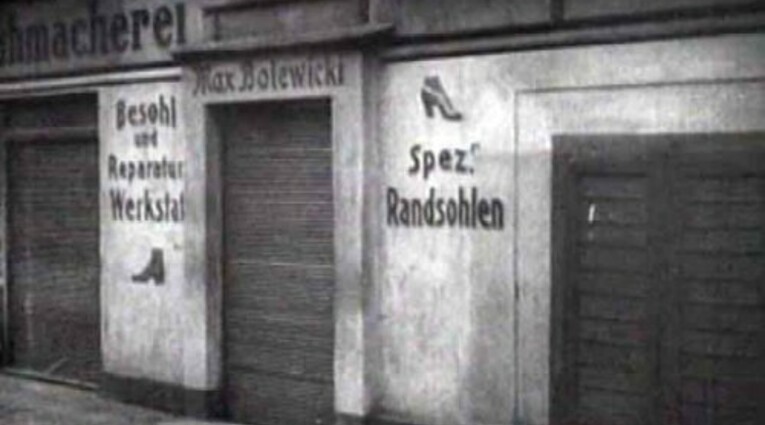 hmacherei
Max Bolewicki
Besohl
und
Reparatur
Werkstat
Spez.
Randsohlen